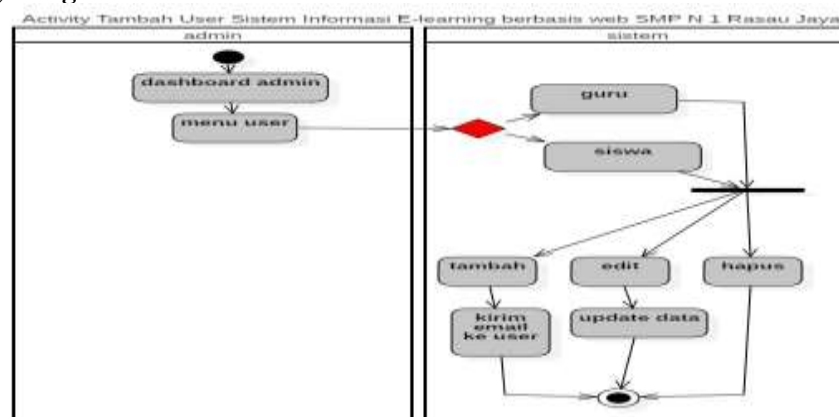 Activity Tambah User Sistem Informasi E-learning berbasis web SMP N 1 Rasau Jaya
admin
sistem
dashboard admin
menu user
guru
siswa
tambah
edit
hapus
kirim
email
ke user
update data